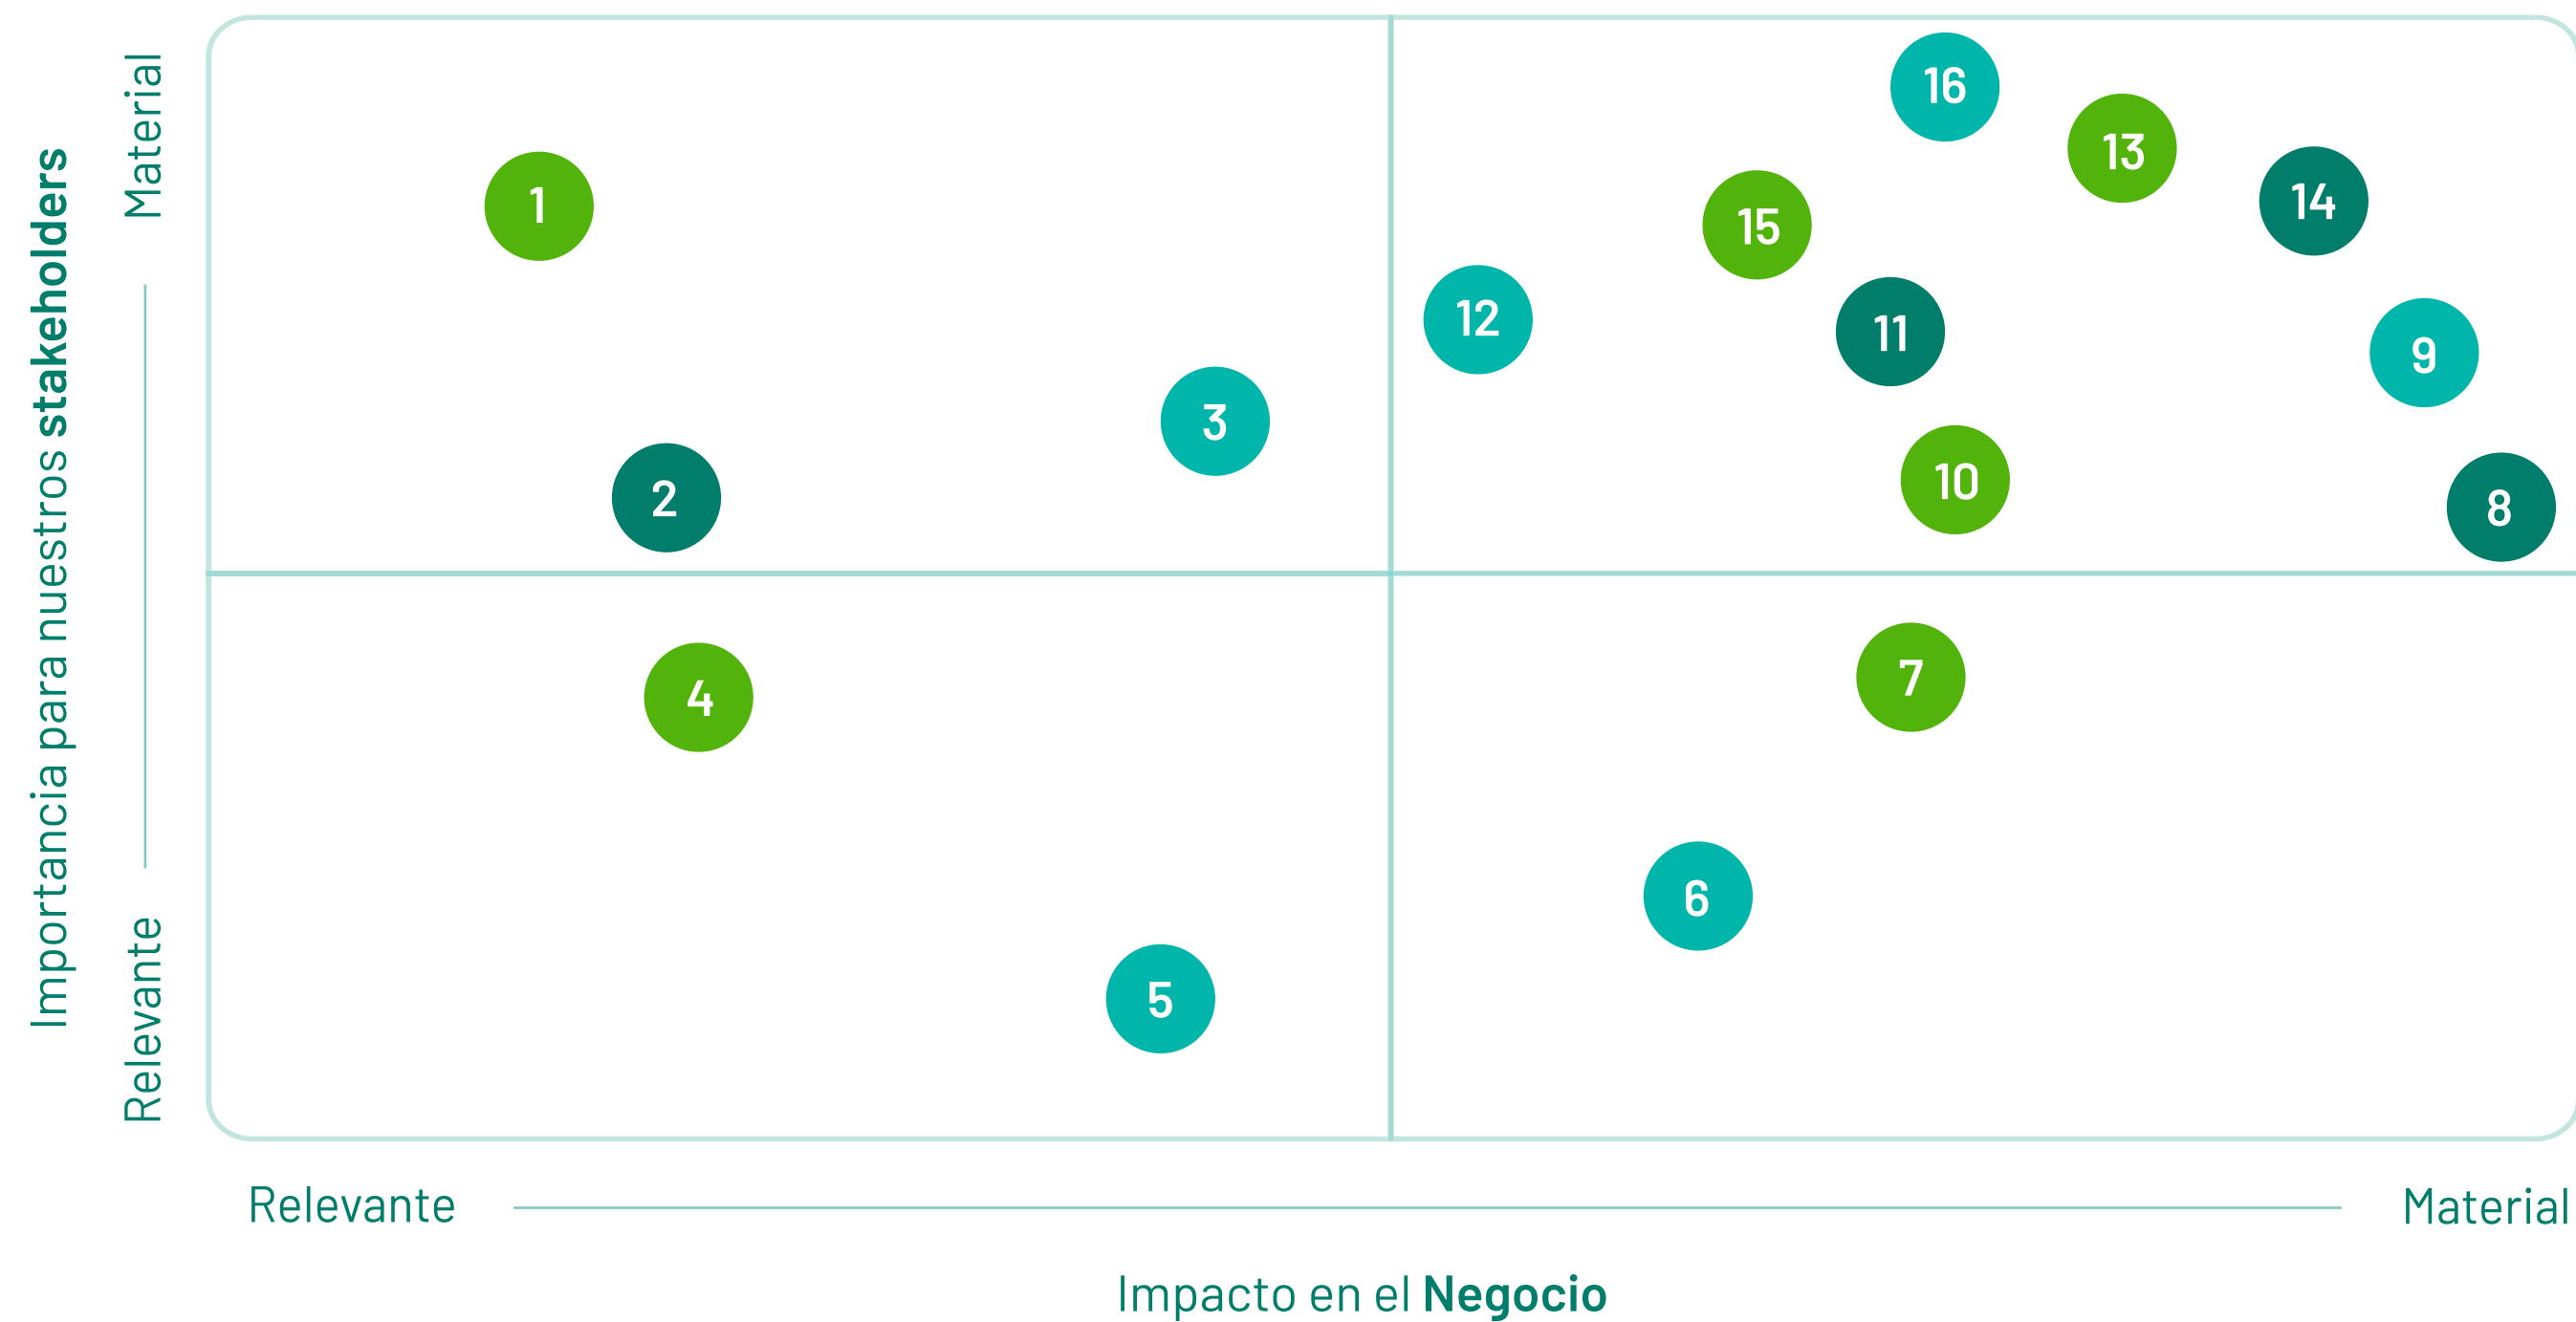 Importancia para nuestros stakeholders
Material
Relevante
16
13
14
1
15
12
11
9
3
10
2
8
7
4
6
5
Relevante
Material
Impacto en el Negocio